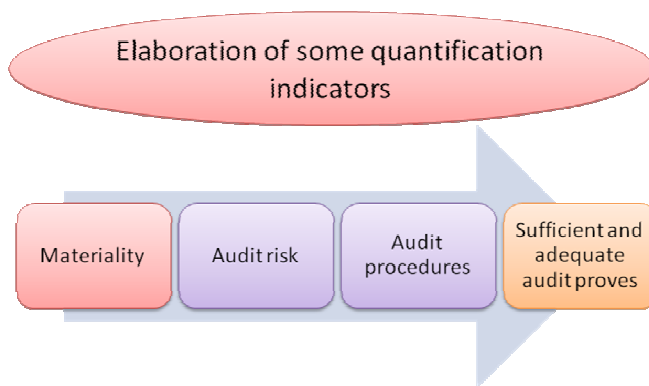 Elaboration of some quantification
indicators
Materiality
Audit risk
Audit
procedures
Sufficient and
adequate
audit proves